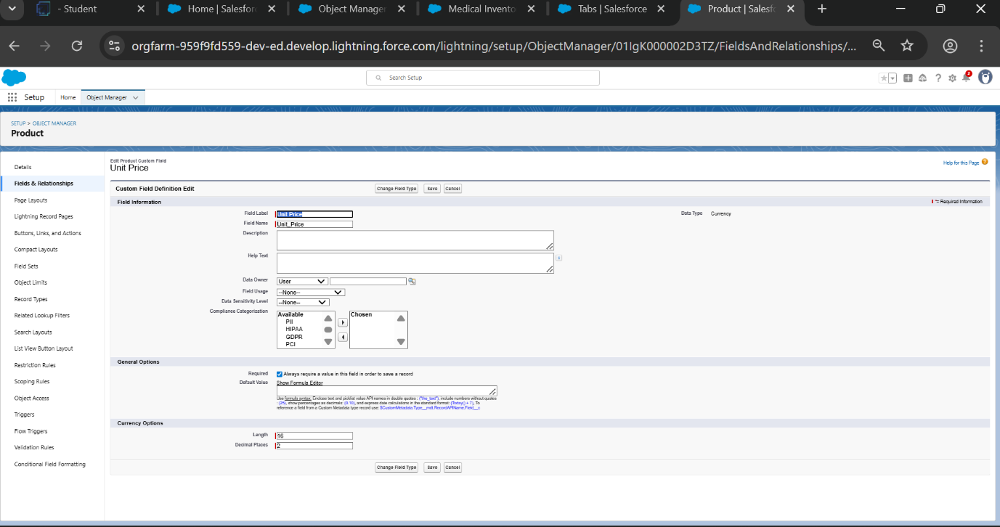 - Student
Home | Salesfor
Object Manager
Medical Invento
Tabs | Salesforce
Product | Salesfo
orgfarm-959f9fd559-dev-ed.develop.lightning.force.com/lightning/setup/ObjectManager/01IgK000002D3TZ/FieldsAndRelationships/...
Search Setup
2
Setup
Home
Object Manager
SETUP > OBJECT MANAGER
Product
Details
Fields & Relationships
Page Layouts
Lightning Record Pages
Buttons, Links, and Actions
Compact Layouts
Field Sets
Object Limits
Record Types
Related Lookup Filters
Search Layouts
List View Button Layout
Restriction Rules
Scoping Rules
Object Access
Triggers
Flow Triggers
Validation Rules
Conditional Field Formatting
Edit Product Custom Field
Unit Price
Help for this Page ?
Custom Field Definition Edit
Change Field Type Save Cancel
Field Information
= Required Information
Field Label Unit Price
Data Type Currency
Field Name Unit_Price
Description
Help Text
i
Data Owner User
Field Usage --None--
Data Sensitivity Level --None--
Compliance Categorization
Available
PII
HIPAA
GDPR
PCI
Chosen
General Options
Required Always require a value in this field in order to save a record
Default Value Show Formula Editor
Use formula syntax: Enclose text and picklist value API names in double quotes : ("the_text"), include numbers without quotes
: (25), show percentages as decimals: (0.10), and express date calculations in the standard format: (Today() + 7), To
reference a field from a Custom Metadata type record use: $CustomMetadata.Type__mdt.RecordAPIName.Field__c
Currency Options
Length 16
Decimal Places 2
Change Field Type Save Cancel